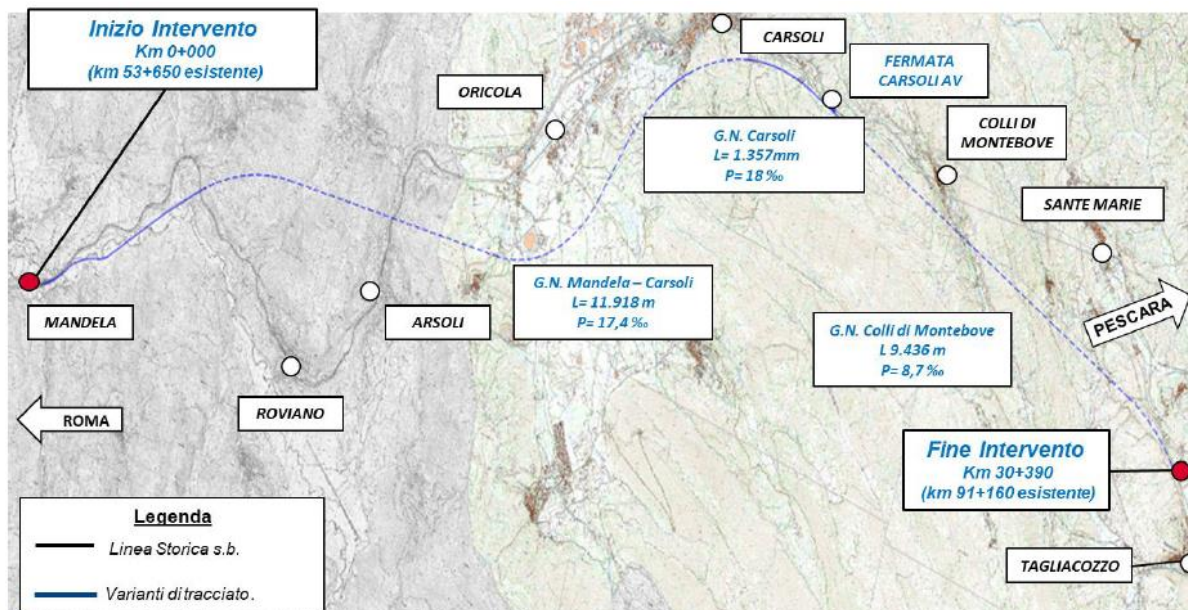 Inizio Intervento
Km 0+000
(km 53+650 esistente)
CARSOLI
FERMATA
CARSOLI AV
ORICOLA
COLLI DI
MONTEBOVE
G.N. Carsoli
L= 1.357mm
P= 18 ‰
SANTE MARIE
G.N. Mandela – Carsoli
L= 11.918 m
P= 17,4 ‰
MANDELA
ARSOLI
PESCARA
G.N. Colli di Montebove
L 9.436 m
P= 8,7 ‰
ROMA
ROVIANO
Fine Intervento
Km 30+390
(km 91+160 esistente)
Legenda
Linea Storica s.b.
Varianti di tracciato.
TAGLIACOZZO